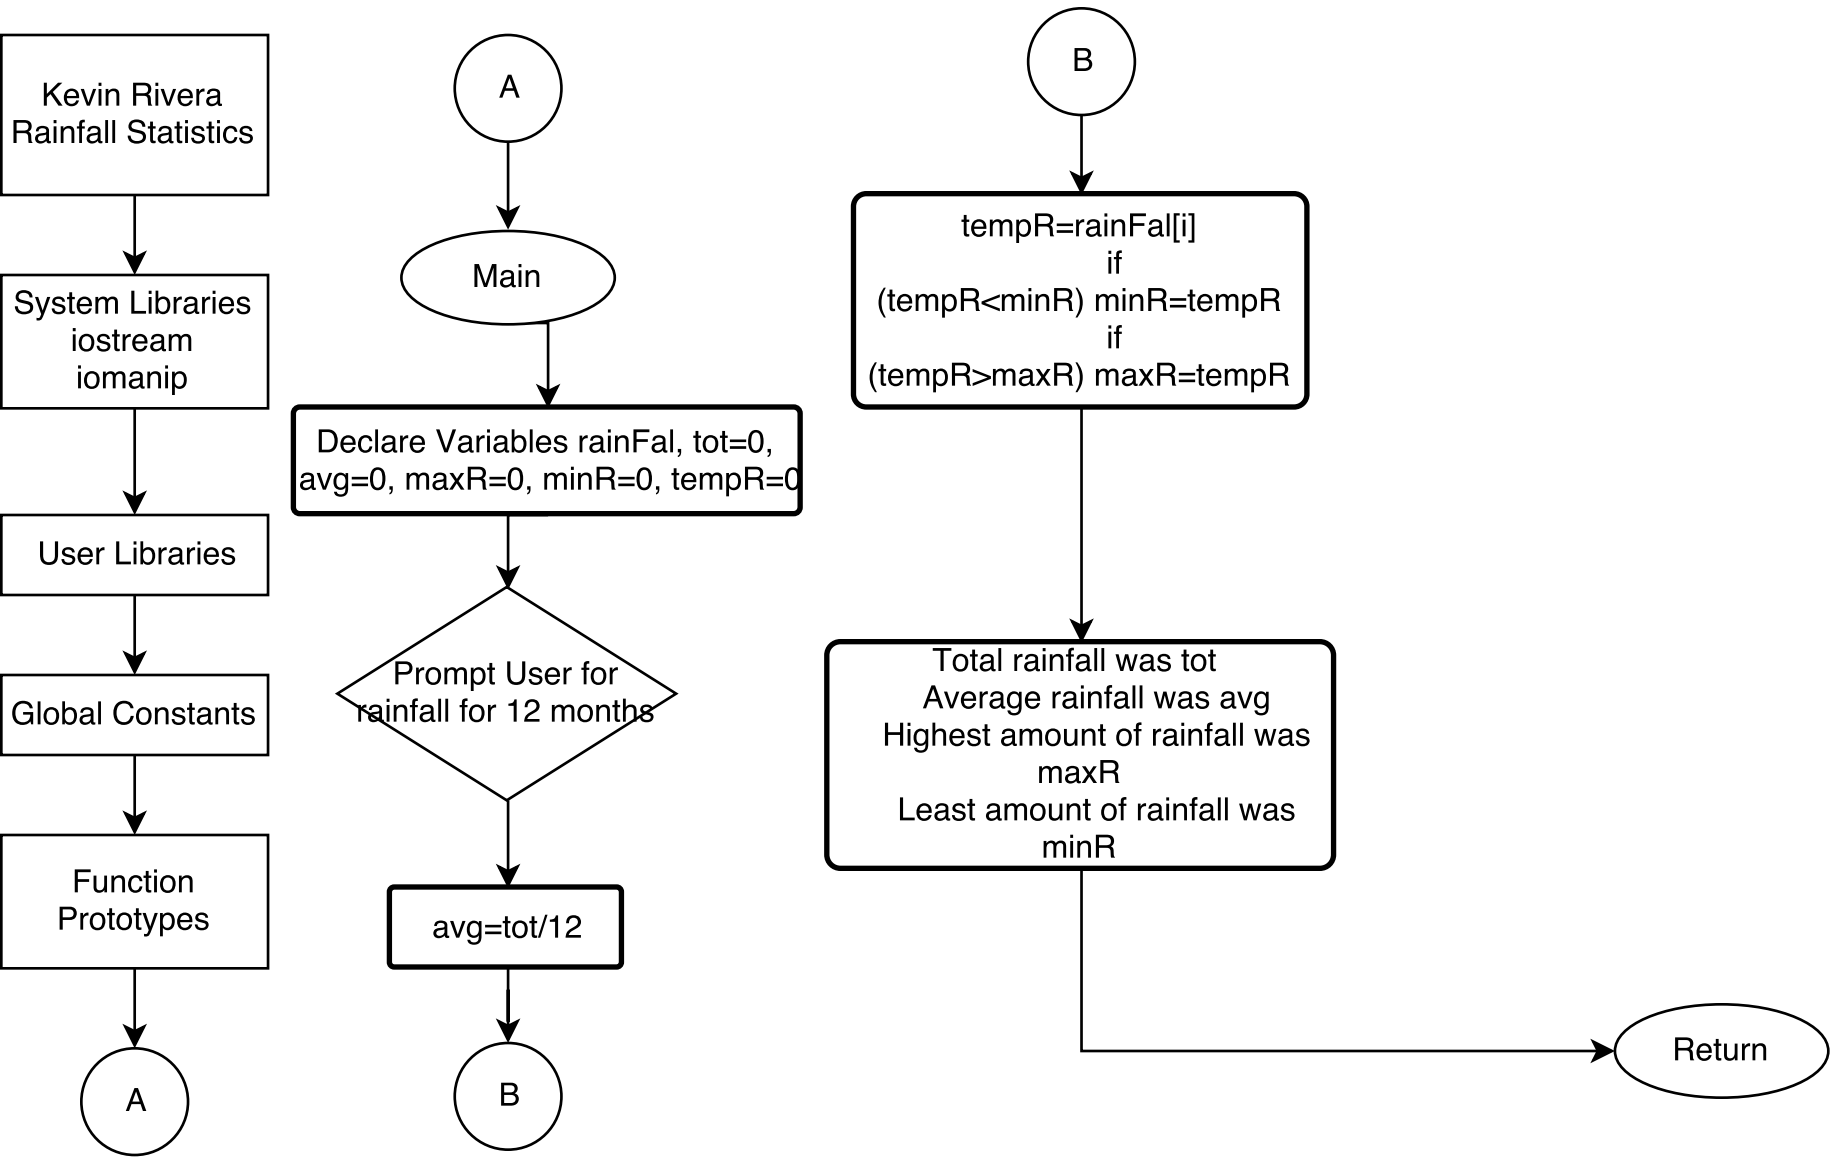 Kevin Rivera
Rainfall Statistics
System Libraries
iostream
iomanip
User Libraries
Global Constants
Function
Prototypes
A
A
Main
Declare Variables rainFal, tot=0,
avg=0, maxR=0, minR=0, tempR=0
Prompt User for
rainfall for 12 months
avg=tot/12
B
B
tempR=rainFal[i]
if
(tempR<minR) minR=tempR
if
(tempR>maxR) maxR=tempR
Total rainfall was tot
Average rainfall was avg
Highest amount of rainfall was
maxR
Least amount of rainfall was
minR
Return